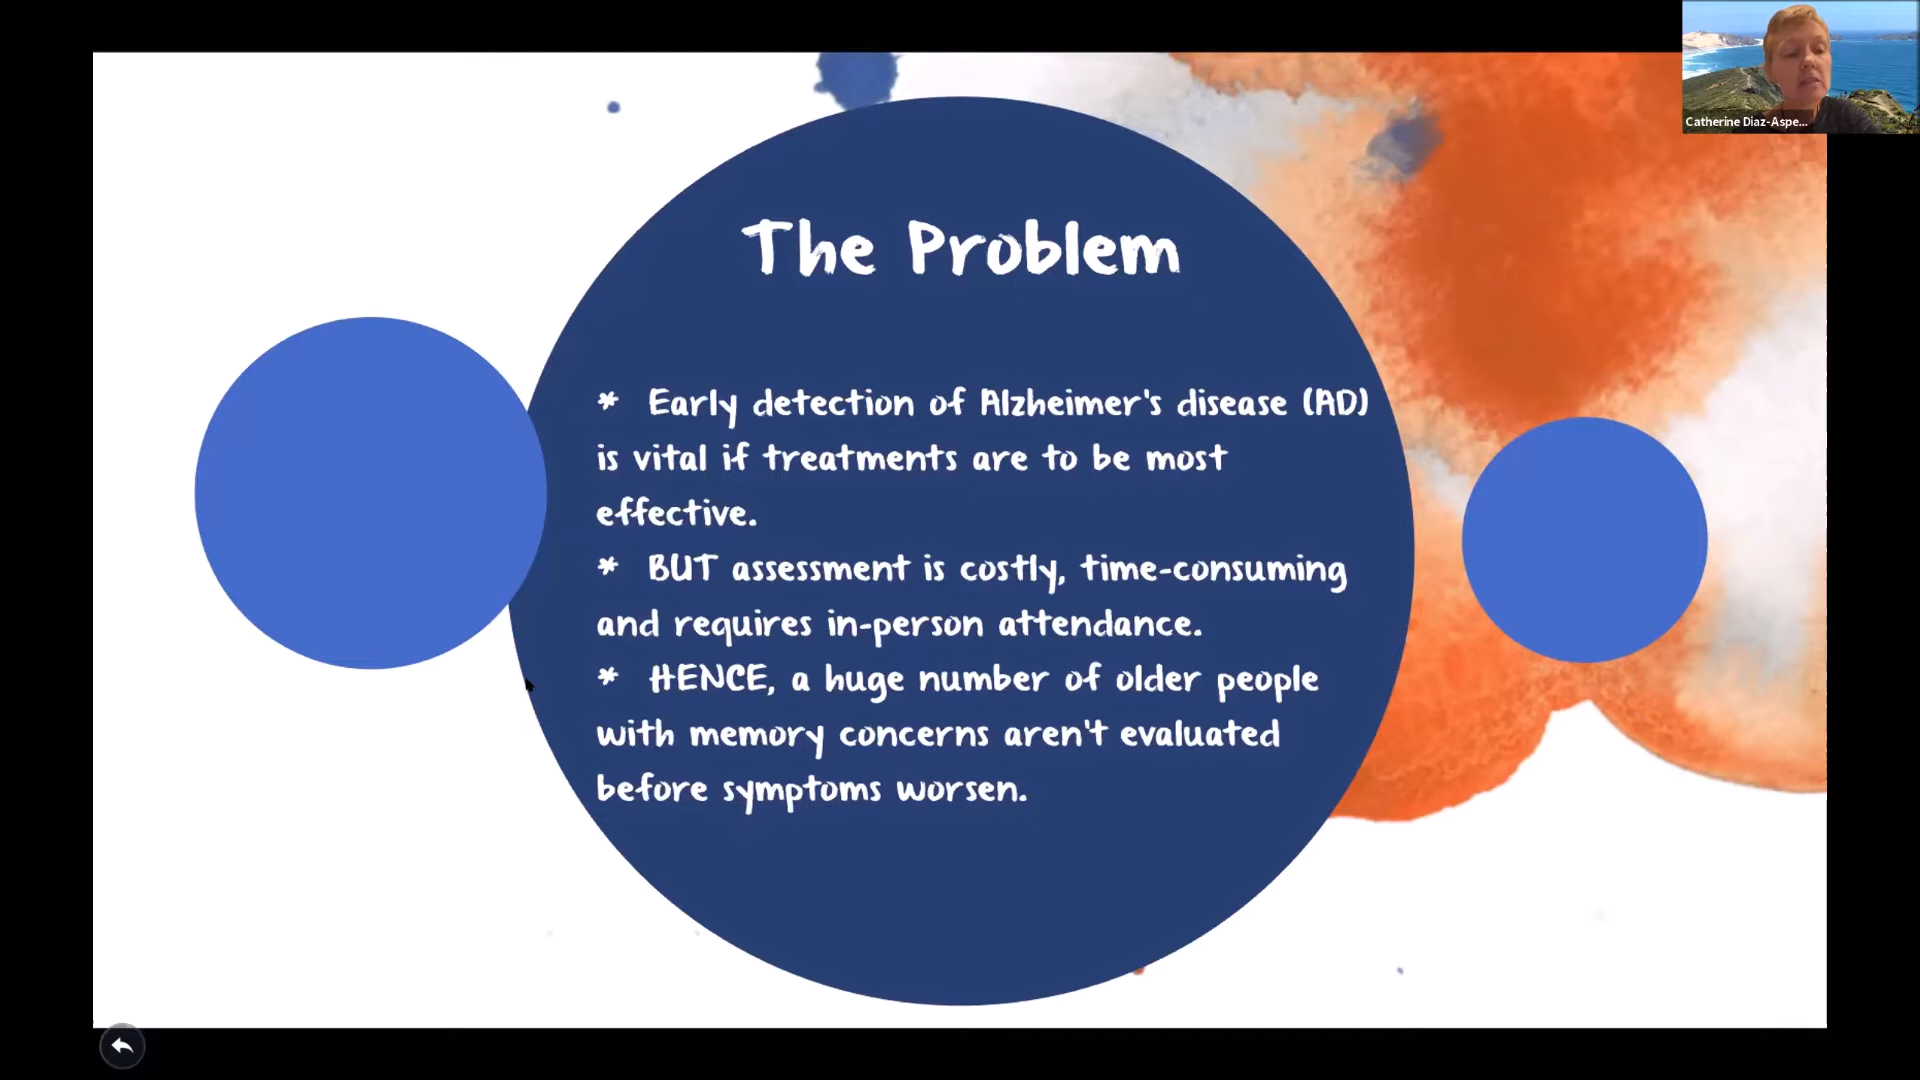 The Problem
* Early detection of Alzheimer's disease (AD)
is vital if treatments are to be most
effective.
* BUT assessment is costly, time-consuming
and requires in-person attendance.
* HENCE, a huge number of older people
with memory concerns aren't evaluated
before symptoms worsen.
Catherine Diaz-Aspe...